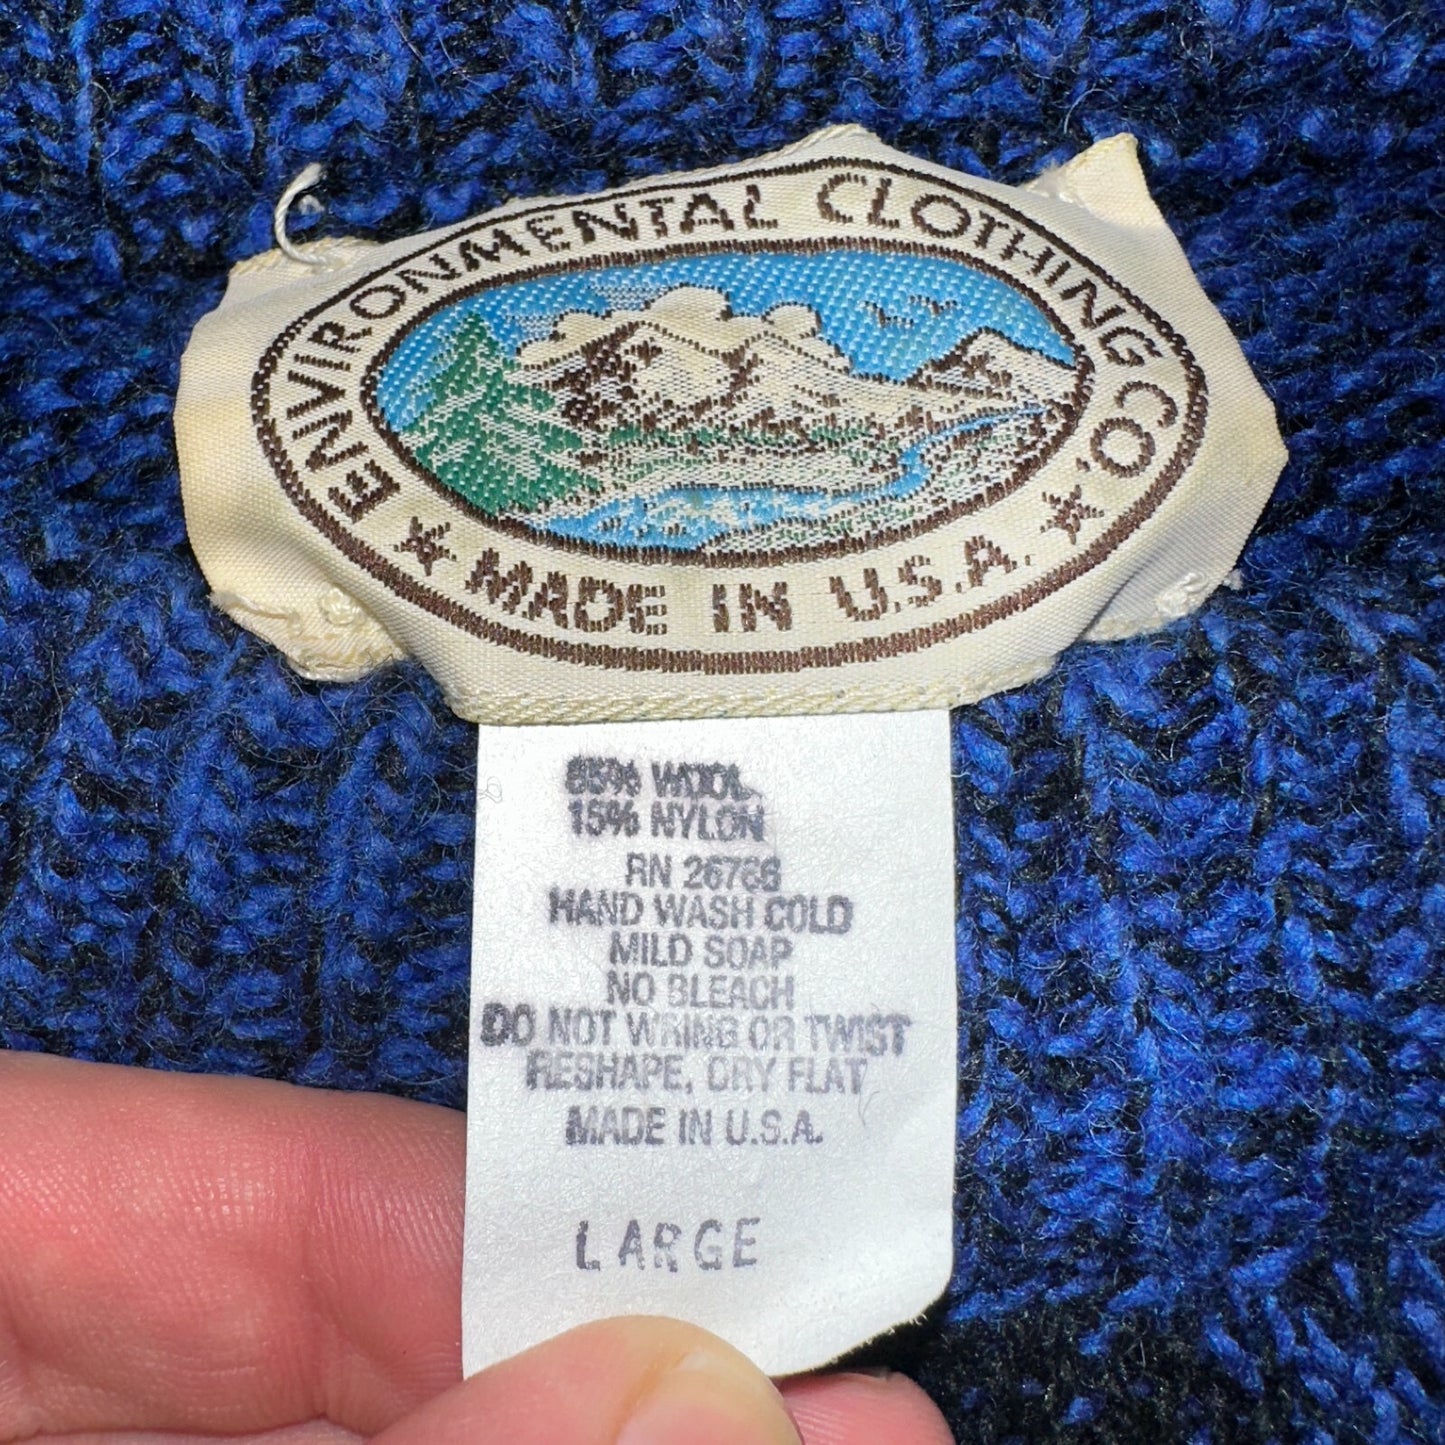 ENVIRONMENTAL CLOTHING CO.
★ MADE IN U.S.A. ★
85% WOOL
15% NYLON
RN 26766
HAND WASH COLD
MILD SOAP
NO BLEACH
DO NOT WRING OR TWIST
RESHAPE, DRY FLAT
MADE IN U.S.A.
LARGE